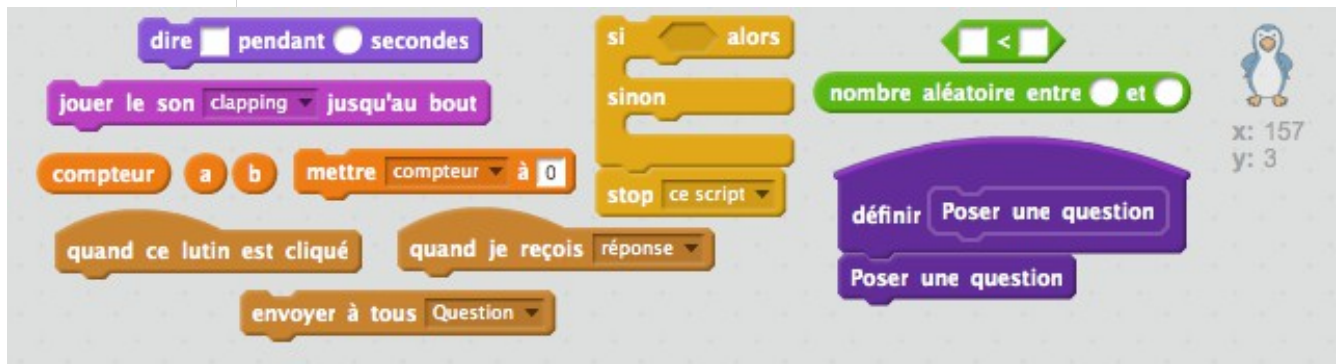 dire pendant secondes
si alors
<
jouer le son clapping jusqu'au bout
sinon
nombre aléatoire entre et
x: 157
y: 3
compteur a b mettre compteur à 0
stop ce script
définir Poser une question
quand ce lutin est cliqué
quand je reçois réponse
Poser une question
envoyer à tous Question